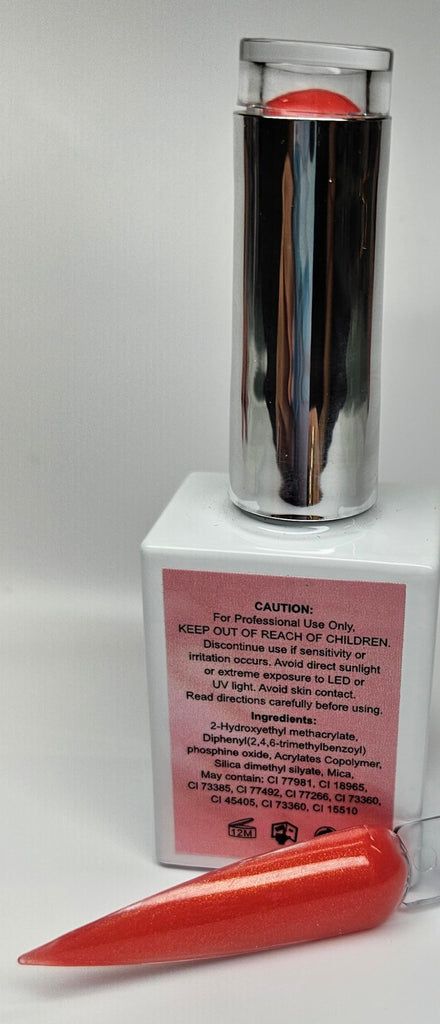 CAUTION:
For Professional Use Only,
KEEP OUT OF REACH OF CHILDREN.
Discontinue use if sensitivity or
irritation occurs. Avoid direct sunlight
or extreme exposure to LED or
UV light. Avoid skin contact.
Read directions carefully before using.
Ingredients:
2-Hydroxyethyl methacrylate,
Diphenyl(2,4,6-trimethylbenzoyl)
phosphine oxide, Acrylates Copolymer,
Silica dimethyl silyate, Mica,
May contain: CI 77981, CI 18965,
CI 73385, CI 77492, CI 77266, CI 73360,
CI 45405, CI 73360, CI 15510
12M